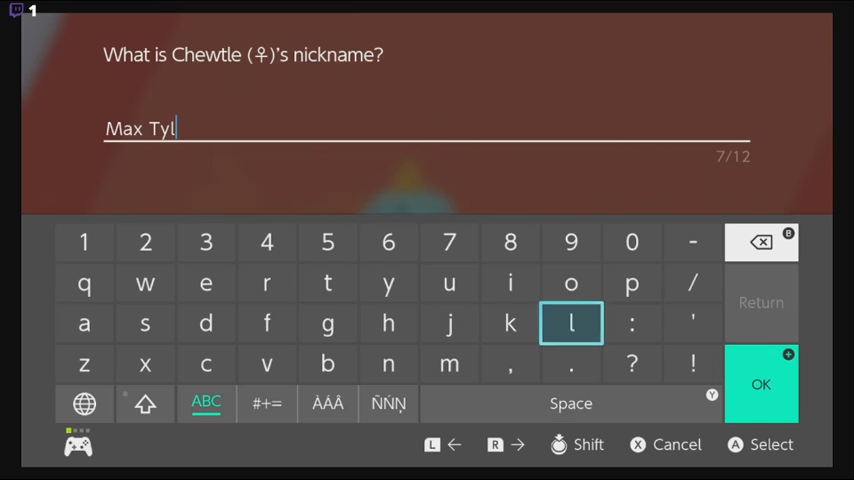 1
What is Chewtle (♀)'s nickname?
Max Tyl
7/12
1 2 3 4 5 6 7 8 9 0 - B
q w e r t y u i o p / Return
a s d f g h j k l : '
z x c v b n m , . ? ! + OK
ABC #+= ÀÁÂ ÑŃŅ Space Y
L ← R → Shift X Cancel A Select